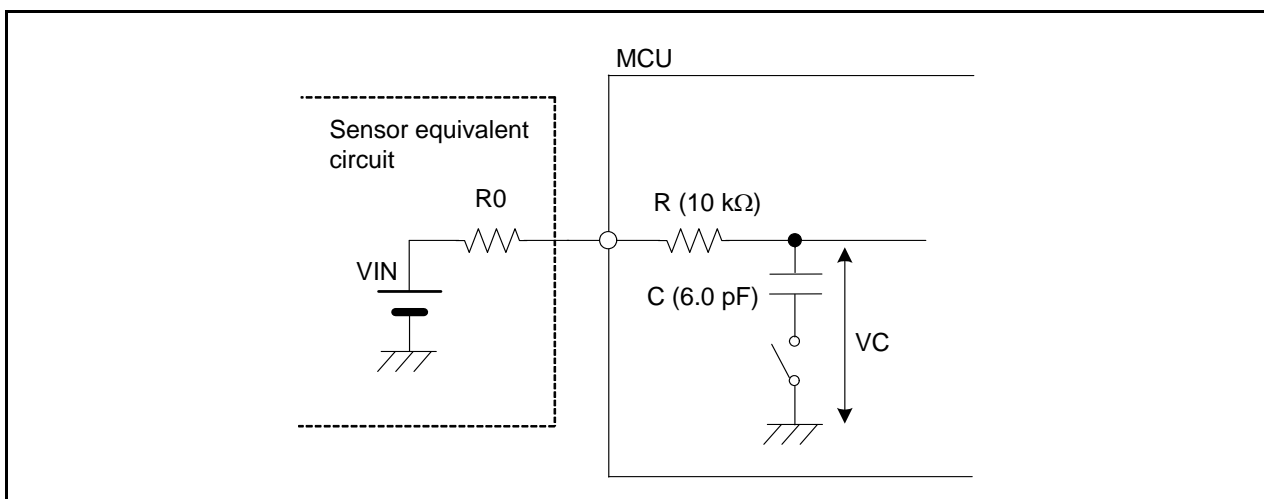 MCU
Sensor equivalent
circuit
R0
R (10 kΩ)
VIN
C (6.0 pF)
VC